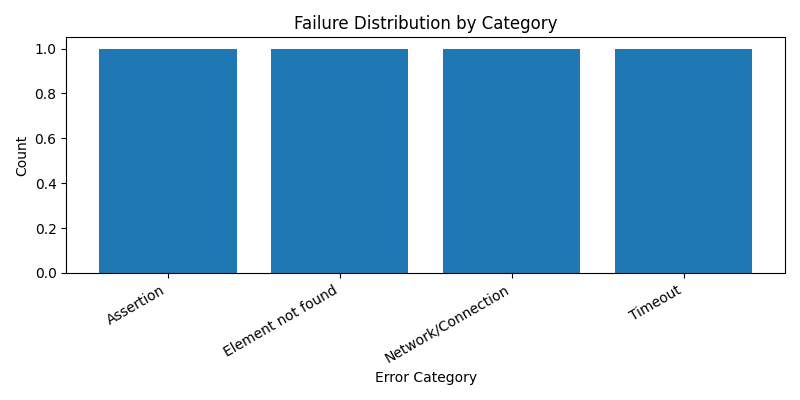 Failure Distribution by Category
Count
1.0
0.8
0.6
0.4
0.2
0.0
Assertion
Element not found
Network/Connection
Timeout
Error Category